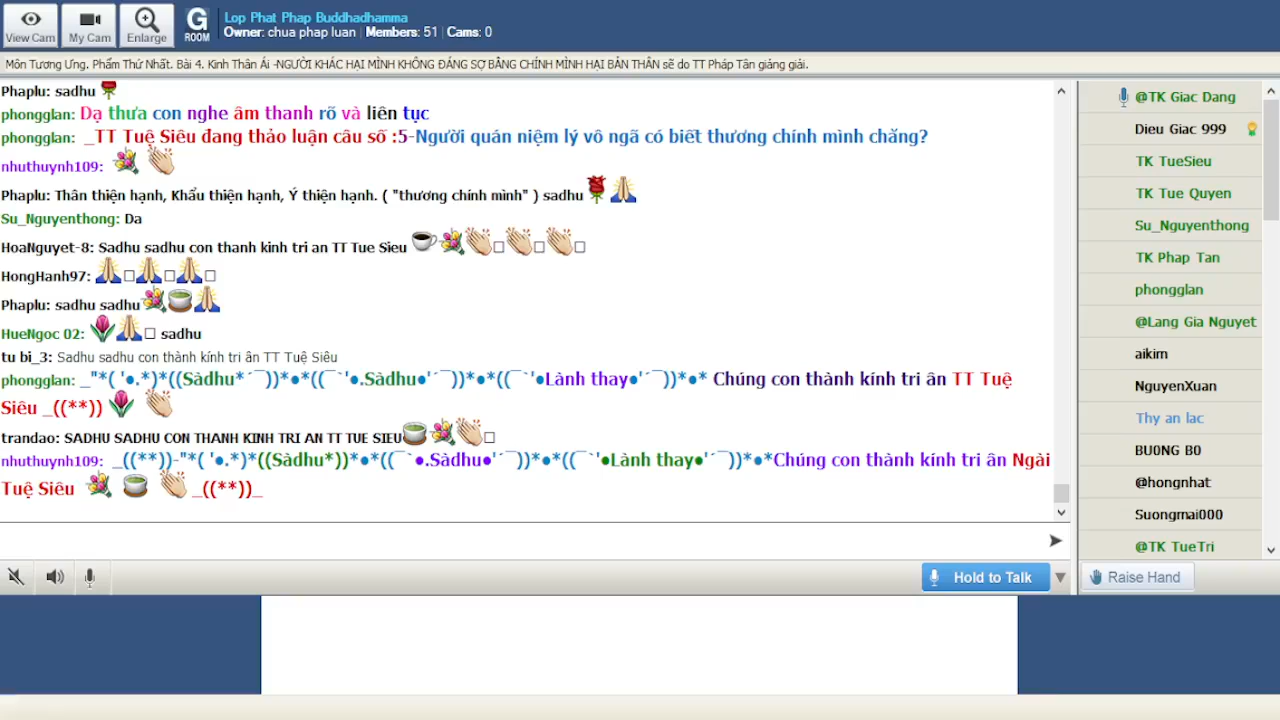 View Cam
My Cam
Enlarge
G ROOM
Lop Phat Phap Buddhadhamma
Owner: chua phap luan | Members: 51 | Cams: 0
Môn Tương Ưng. Phẩm Thứ Nhất. Bài 4. Kinh Thân Ái -NGƯỜI KHÁC HẠI MÌNH KHÔNG ĐÁNG SỢ BẰNG CHÍNH MÌNH HẠI BẢN THÂN sẽ do TT Pháp Tân giảng giải.
Phaplu: sadhu
phongglan: Dạ thưa con nghe âm thanh rõ và liên tục
phongglan: _TT Tuệ Siêu đang thảo luận câu số :5-Người quán niệm lý vô ngã có biết thương chính mình chăng?
nhuthuynh109:
Phaplu: Thân thiện hạnh, Khẩu thiện hạnh, Ý thiện hạnh. ( "thương chính mình" ) sadhu
Su_Nguyenthong: Da
HoaNguyet-8: Sadhu sadhu con thanh kinh tri an TT Tue Sieu
HongHanh97:
Phaplu: sadhu sadhu
HueNgoc 02: sadhu
tu bi_3: Sadhu sadhu con thành kính tri ân TT Tuệ Siêu
phongglan: _"*( '●.*)*((Sàdhu*´¯))*●*((¯`'●.Sàdhu●'´¯))*●*((¯`'●Lành thay●'´¯))*●* Chúng con thành kính tri ân TT Tuệ
Siêu _((**))
trandao: SADHU SADHU CON THANH KINH TRI AN TT TUE SIEU
nhuthuynh109: _((**))-"*( '●.*)*((Sàdhu*))*●*((¯`●.Sàdhu●'´¯))*●*((¯`'●Lành thay●'´¯))*●*Chúng con thành kính tri ân Ngài
Tuệ Siêu _((**))_
Hold to Talk
@TK Giac Dang
Dieu Giac 999
TK TueSieu
TK Tue Quyen
Su_Nguyenthong
TK Phap Tan
phongglan
@Lang Gia Nguyet
aikim
NguyenXuan
Thy an lac
BU0NG B0
@hongnhat
Suongmai000
@TK TueTri
Raise Hand